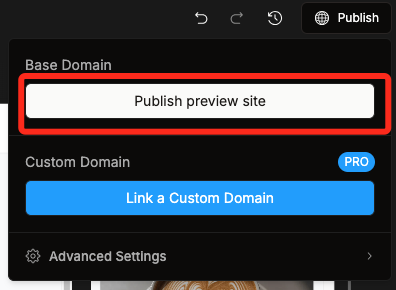 Publish
Base Domain
Publish preview site
Custom Domain
PRO
Link a Custom Domain
Advanced Settings